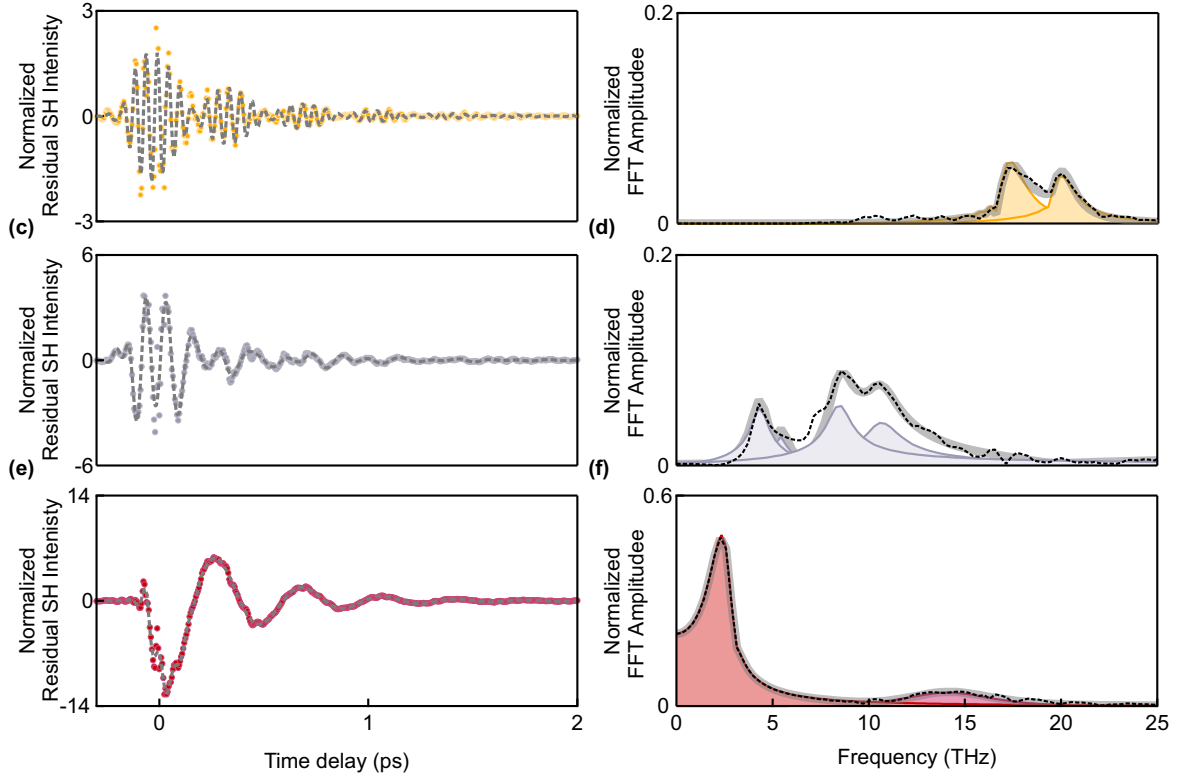 3
0
-3
Normalized
Residual SH Intenisty
0.2
0
Normalized
FFT Amplitudee
(c)
(d)
6
0
-6
Normalized
Residual SH Intenisty
0.2
0
Normalized
FFT Amplitudee
(e)
(f)
14
0
-14
Normalized
Residual SH Intenisty
0 1 2
Time delay (ps)
0.6
0
Normalized
FFT Amplitudee
0 5 10 15 20 25
Frequency (THz)